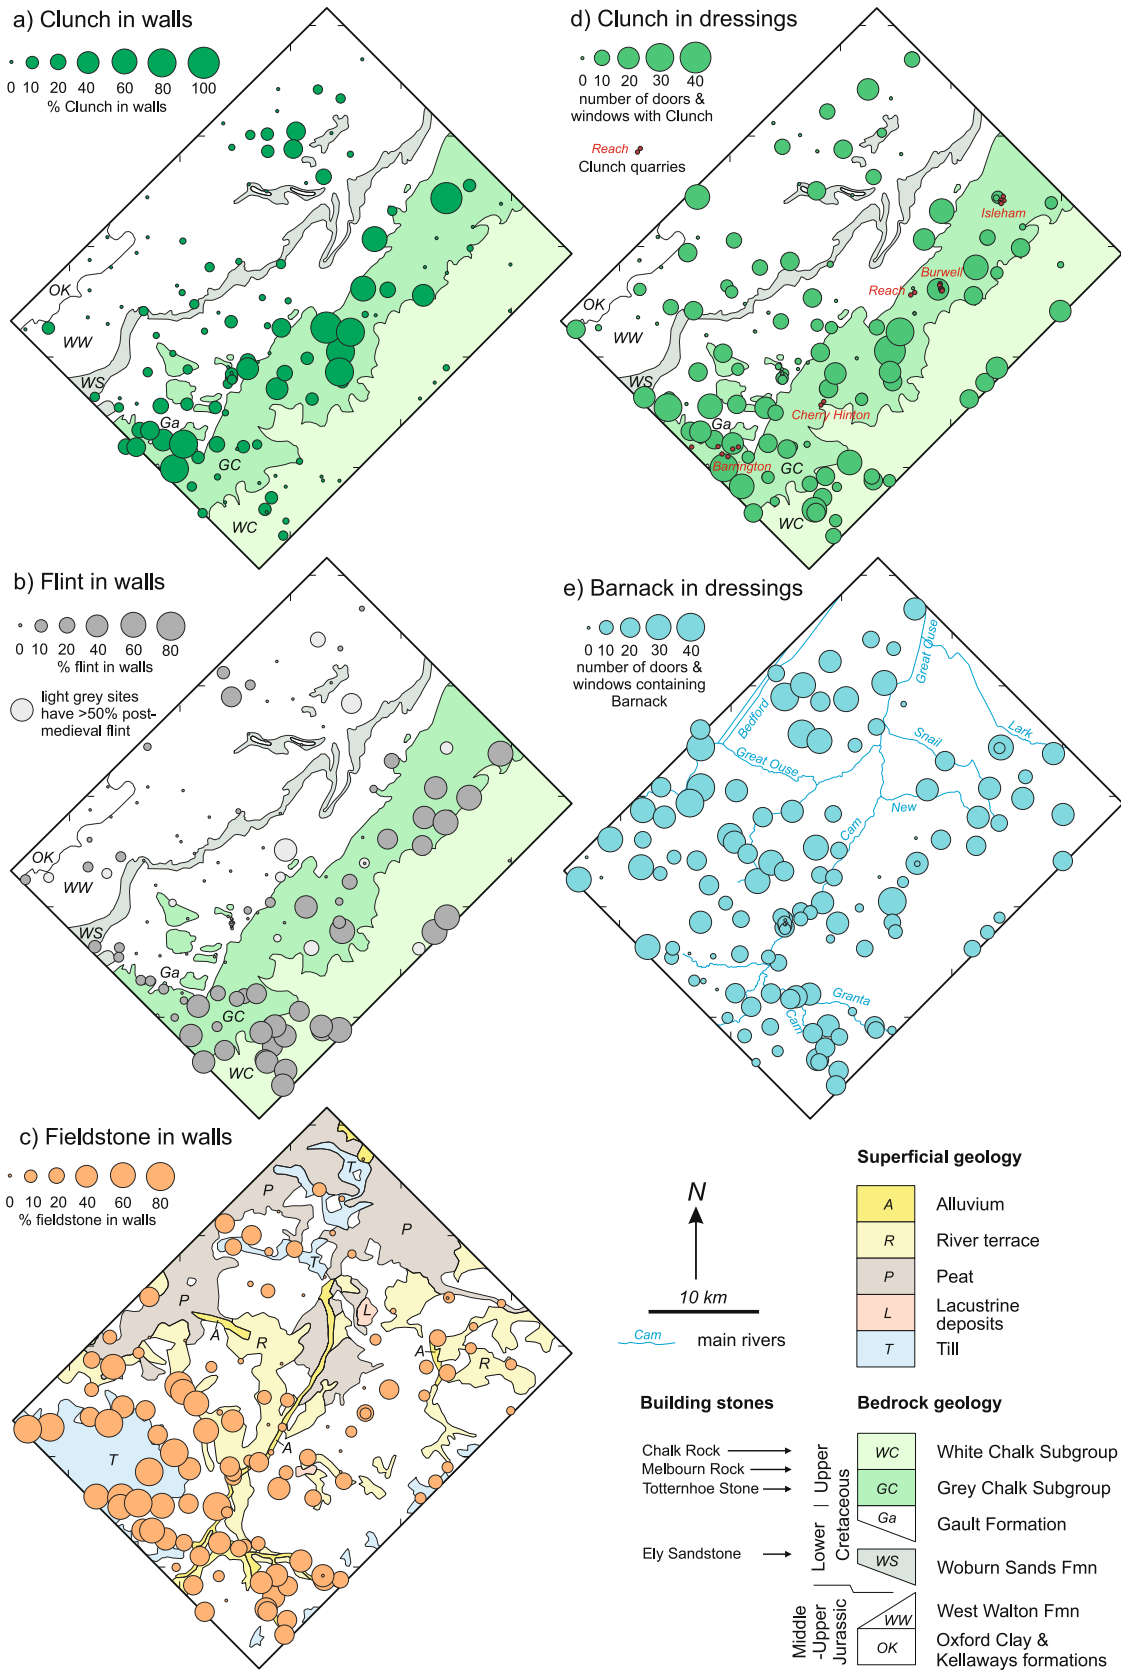 a) Clunch in walls
0 10 20 40 60 80 100
% Clunch in walls
OK
WW
WS
Ga
GC
WC
d) Clunch in dressings
0 10 20 30 40
number of doors &
windows with Clunch
Reach
Clunch quarries
Isleham
Burwell
Reach
OK
WW
WS
Cherry Hinton
Ga
Barrington
GC
WC
b) Flint in walls
0 10 20 40 60 80
% flint in walls
light grey sites
have >50% post-
medieval flint
OK
WW
WS
Ga
GC
WC
e) Barnack in dressings
0 10 20 30 40
number of doors &
windows containing
Barnack
Bedford
Great Ouse
Lark
Snail
Great Ouse
New
Cam
Granta
Cam
c) Fieldstone in walls
0 10 20 40 60 80
% fieldstone in walls
T
P
P
T
P
L
A
R
A
R
A
T
N
10 km
Cam main rivers
Superficial geology
A Alluvium
R River terrace
P Peat
L Lacustrine
deposits
T Till
Building stones
Chalk Rock
Melbourn Rock
Totternhoe Stone
Ely Sandstone
Bedrock geology
WC White Chalk Subgroup
GC Grey Chalk Subgroup
Ga Gault Formation
WS Woburn Sands Fmn
WW West Walton Fmn
OK Oxford Clay &
Kellaways formations
Lower | Upper
Cretaceous
Middle
-Upper
Jurassic